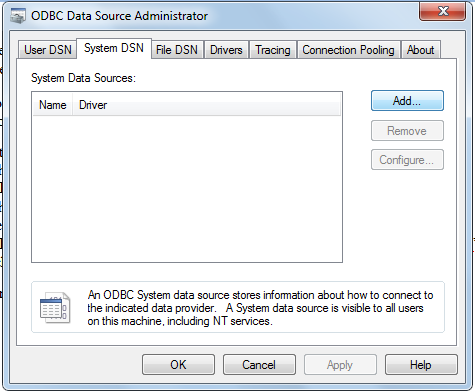 ODBC Data Source Administrator
User DSN System DSN File DSN Drivers Tracing Connection Pooling About
System Data Sources:
Name Driver
Add...
Remove
Configure...
An ODBC System data source stores information about how to connect to
the indicated data provider. A System data source is visible to all users
on this machine, including NT services.
OK Cancel Apply Help